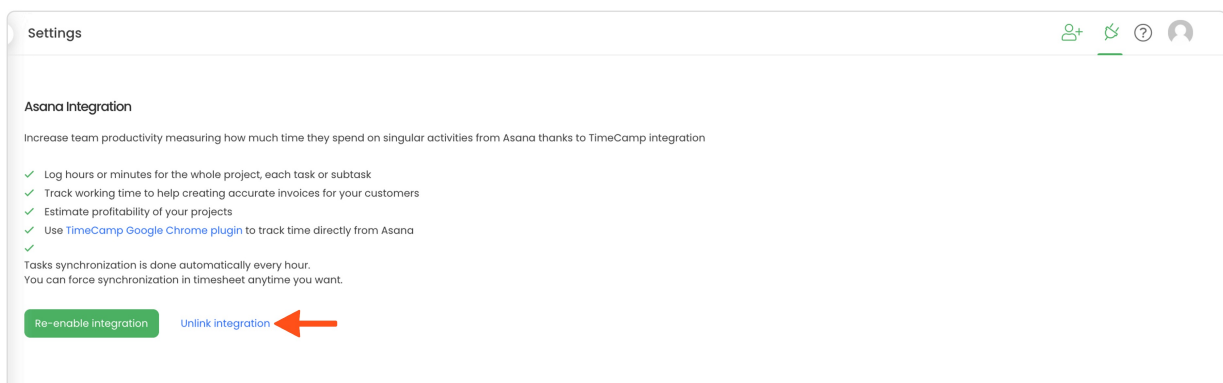 Settings
Asana Integration
Increase team productivity measuring how much time they spend on singular activities from Asana thanks to TimeCamp integration
Log hours or minutes for the whole project, each task or subtask
Track working time to help creating accurate invoices for your customers
Estimate profitability of your projects
Use TimeCamp Google Chrome plugin to track time directly from Asana
Tasks synchronization is done automatically every hour.
You can force synchronization in timesheet anytime you want.
Re-enable integration Unlink integration